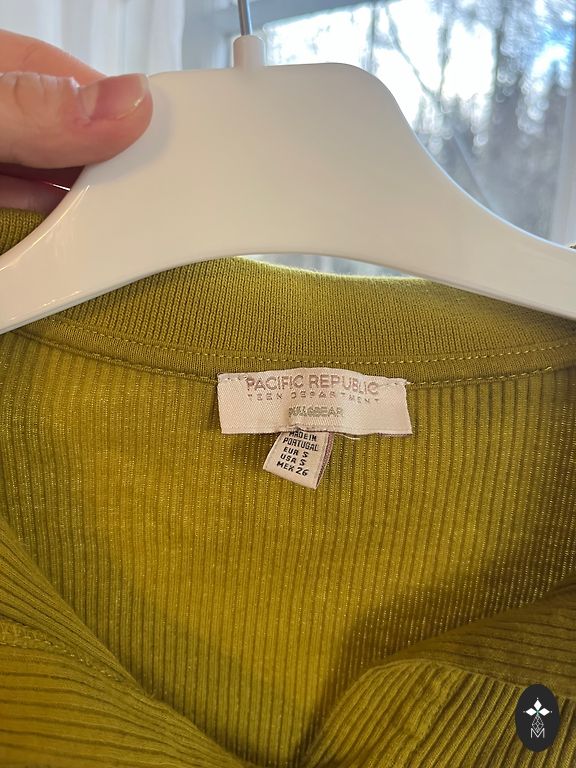 PACIFIC REPUBLIC
TEEN DEPARTMENT
PULL&BEAR
MADE IN
PORTUGAL
EUR S
USA S
MEX 26
M